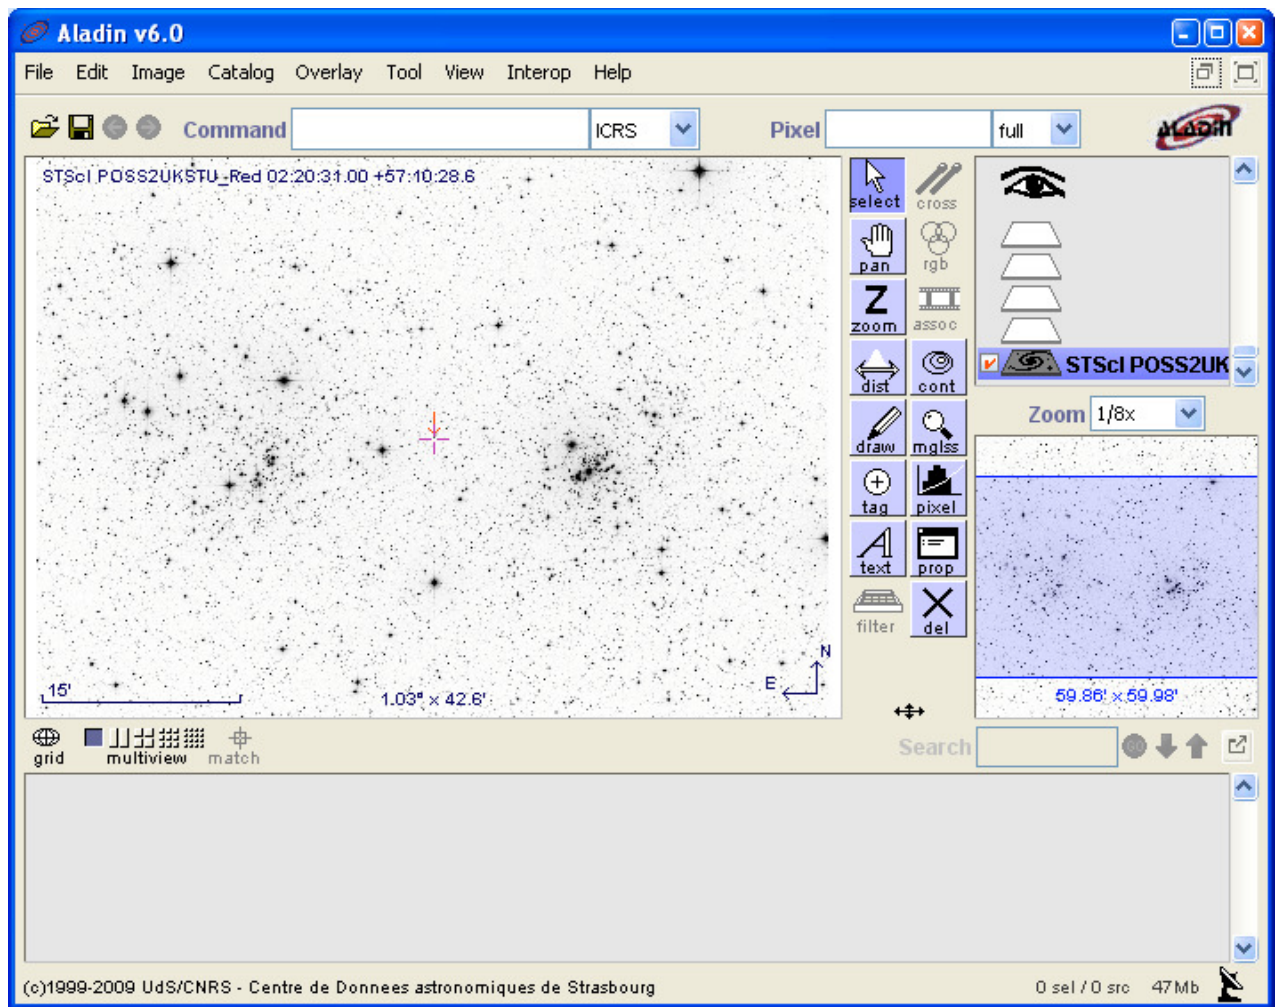 Aladin v6.0
File Edit Image Catalog Overlay Tool View Interop Help
Command ICRS Pixel full ALADIN
STScI POSS2UKSTU_Red 02:20:31.00 +57:10:28.6
select cross
pan rgb
zoom assoc
dist cont
draw mglss
tag pixel
text prop
filter del
STScI POSS2UK
Zoom 1/8x
15'
1.03° x 42.6'
N
E
59.86' x 59.98'
grid multiview match
Search GO
(c)1999-2009 UdS/CNRS - Centre de Donnees astronomiques de Strasbourg 0 sel / 0 src 47Mb